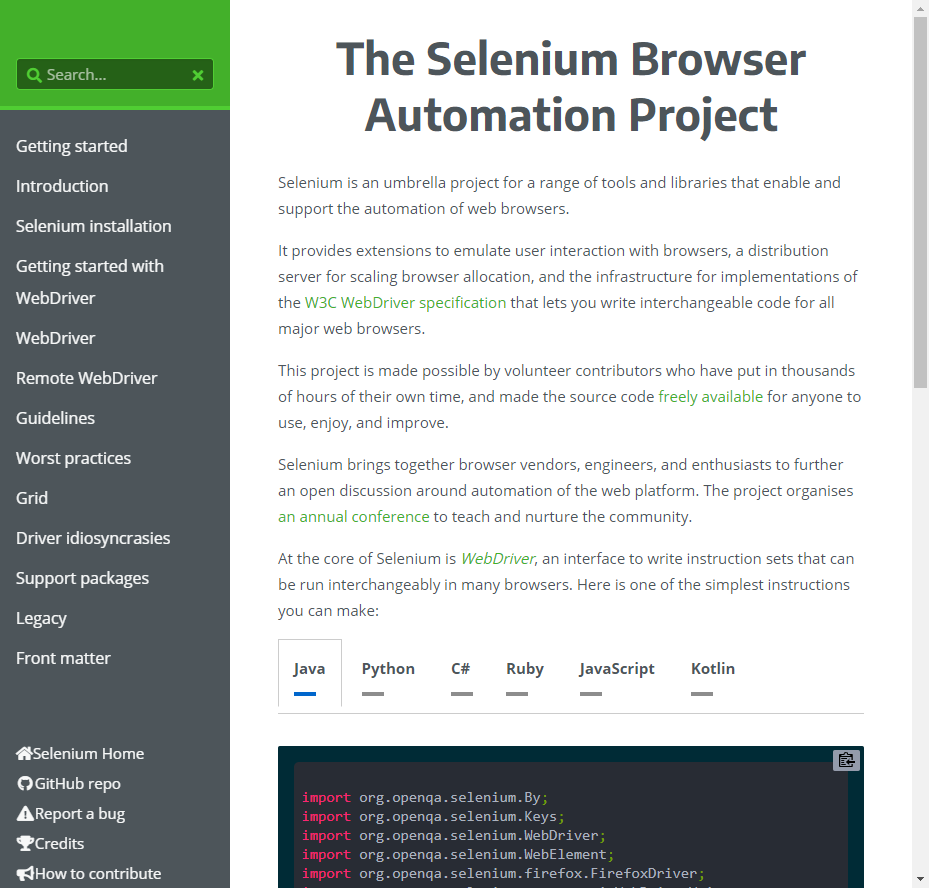 Search...
Getting started
Introduction
Selenium installation
Getting started with
WebDriver
WebDriver
Remote WebDriver
Guidelines
Worst practices
Grid
Driver idiosyncrasies
Support packages
Legacy
Front matter
Selenium Home
GitHub repo
Report a bug
Credits
How to contribute
The Selenium Browser
Automation Project
Selenium is an umbrella project for a range of tools and libraries that enable and
support the automation of web browsers.
It provides extensions to emulate user interaction with browsers, a distribution
server for scaling browser allocation, and the infrastructure for implementations of
the W3C WebDriver specification that lets you write interchangeable code for all
major web browsers.
This project is made possible by volunteer contributors who have put in thousands
of hours of their own time, and made the source code freely available for anyone to
use, enjoy, and improve.
Selenium brings together browser vendors, engineers, and enthusiasts to further
an open discussion around automation of the web platform. The project organises
an annual conference to teach and nurture the community.
At the core of Selenium is WebDriver, an interface to write instruction sets that can
be run interchangeably in many browsers. Here is one of the simplest instructions
you can make:
Java Python C# Ruby JavaScript Kotlin
import org.openqa.selenium.By;
import org.openqa.selenium.Keys;
import org.openqa.selenium.WebDriver;
import org.openqa.selenium.WebElement;
import org.openqa.selenium.firefox.FirefoxDriver;